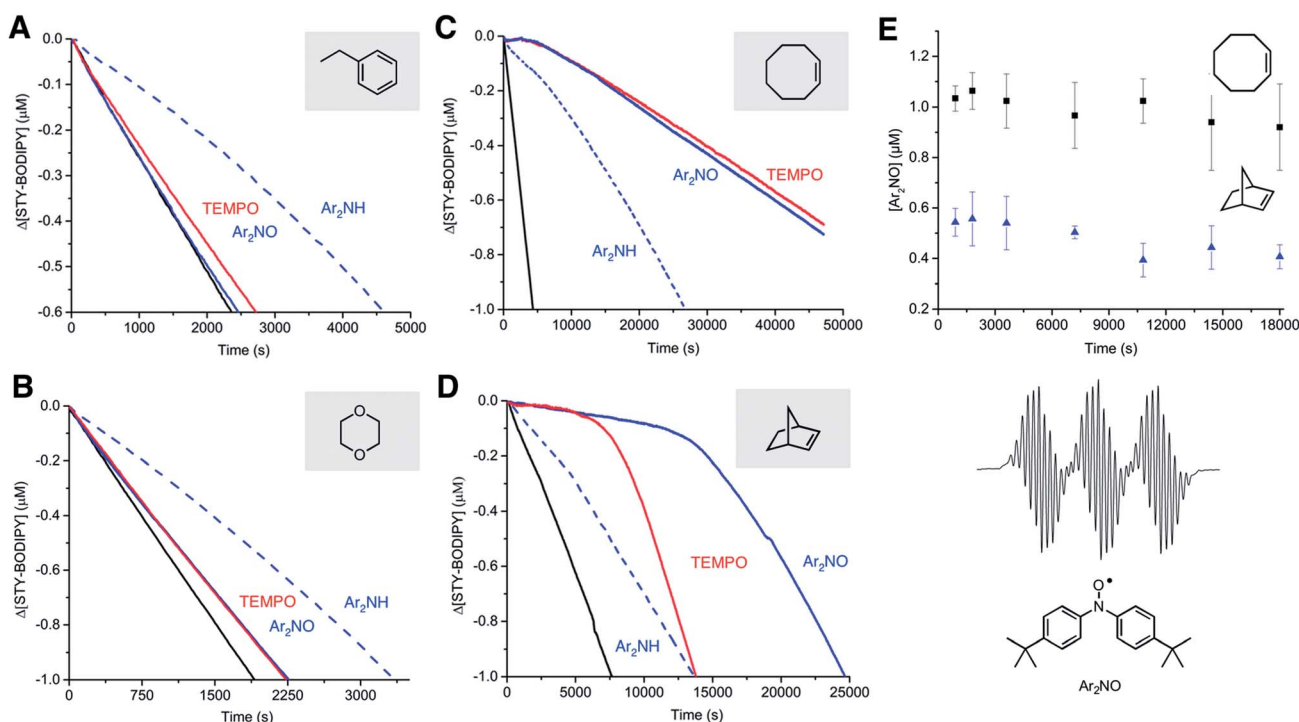 A
Δ[STY-BODIPY] (μM)
0.0
-0.1
-0.2
-0.3
-0.4
-0.5
-0.6
TEMPO
Ar₂NO
Ar₂NH
0 1000 2000 3000 4000 5000
Time (s)
C
Δ[STY-BODIPY] (μM)
0.0
-0.2
-0.4
-0.6
-0.8
-1.0
Ar₂NO
TEMPO
Ar₂NH
0 10000 20000 30000 40000 50000
Time (s)
E
[Ar₂NO] (μM)
1.2
1.0
0.8
0.6
0.4
0.2
0 3000 6000 9000 12000 15000 18000
Time (s)
B
Δ[STY-BODIPY] (μM)
0.0
-0.2
-0.4
-0.6
-0.8
-1.0
O
O
TEMPO
Ar₂NO
Ar₂NH
0 750 1500 2250 3000
Time (s)
D
Δ[STY-BODIPY] (μM)
0.0
-0.2
-0.4
-0.6
-0.8
-1.0
TEMPO
Ar₂NO
Ar₂NH
0 5000 10000 15000 20000 25000
Time (s)
O•
N
Ar₂NO